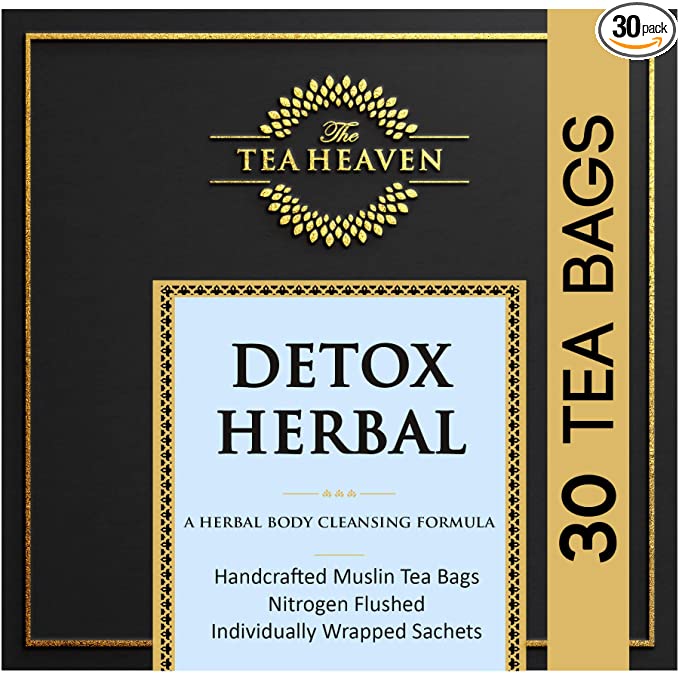 30 pack
The
TEA HEAVEN
DETOX
HERBAL
A HERBAL BODY CLEANSING FORMULA
Handcrafted Muslin Tea Bags
Nitrogen Flushed
Individually Wrapped Sachets
30 TEA BAGS